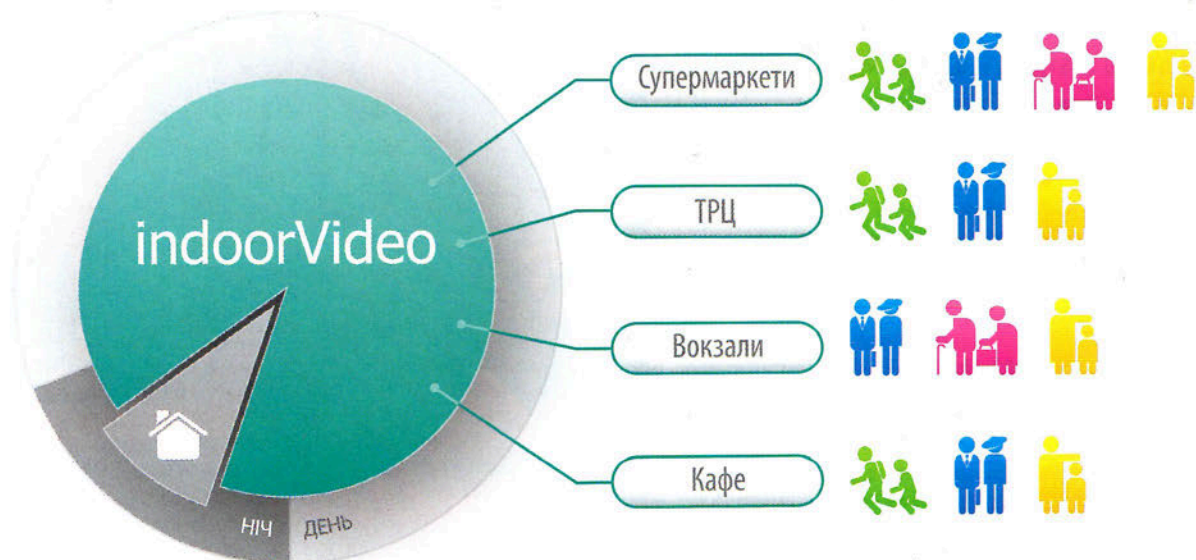 indoorVideo
Супермаркети
ТРЦ
Вокзали
Кафе
НІЧ
ДЕНЬ